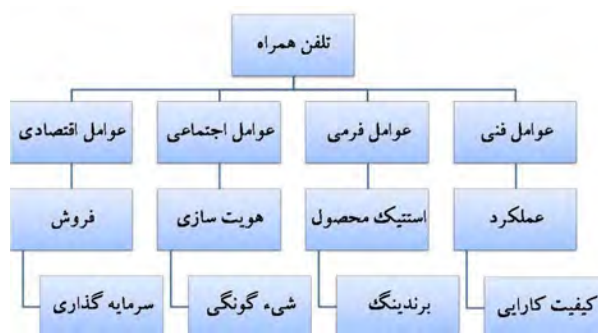 تلفن همراه
عوامل فنی
عوامل فرمی
عوامل اجتماعی
عوامل اقتصادی
عملکرد
استتیک محصول
هویت سازی
فروش
کیفیت کارایی
برندینگ
شیء گونگی
سرمایه گذاری